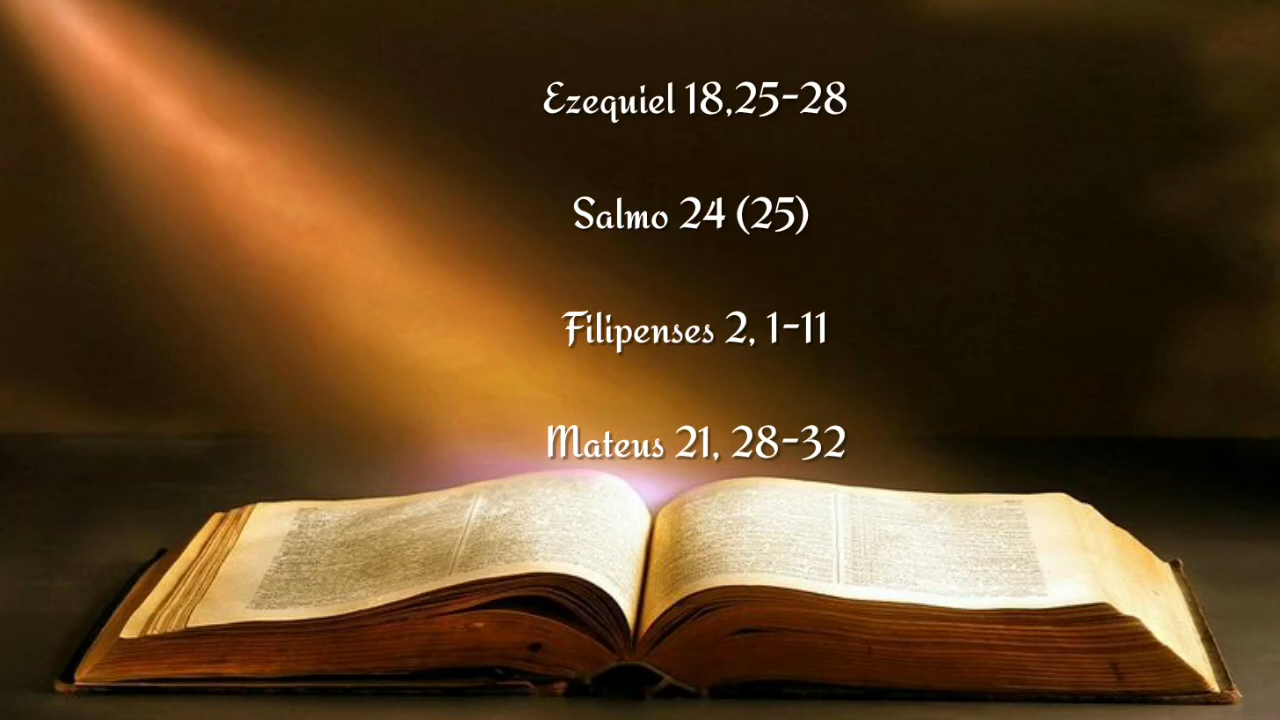 Ezequiel 18,25-28
Salmo 24 (25)
Filipenses 2, 1-11
Mateus 21, 28-32